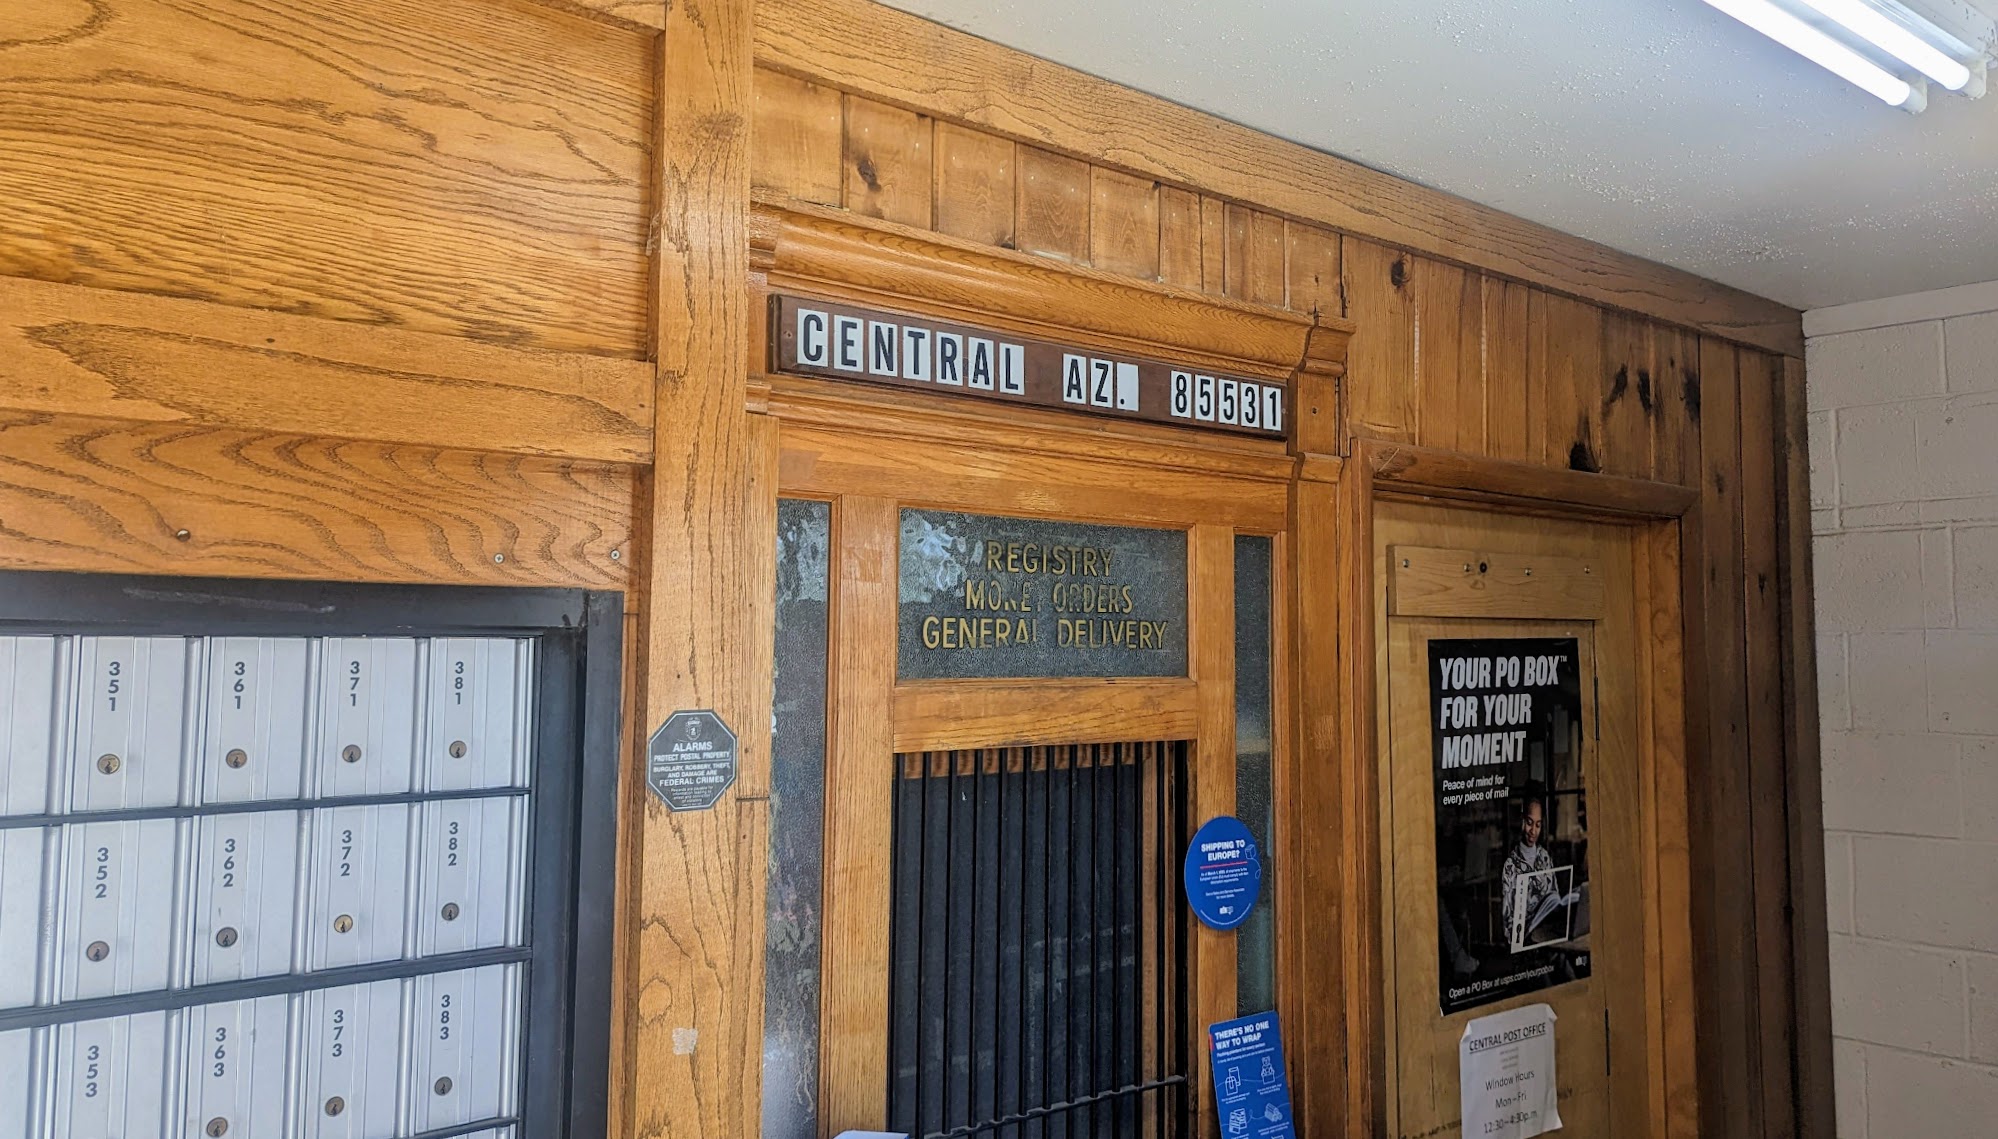 CENTRAL AZ. 85531
REGISTRY
MONEY ORDERS
GENERAL DELIVERY
351
361
371
381
352
362
372
382
353
363
373
383
ALARMS
PROTECT POSTAL PROPERTY
BURGLARY, ROBBERY, THEFT,
AND DAMAGE ARE
FEDERAL CRIMES
SHIPPING TO
EUROPE?
THERE'S NO ONE
WAY TO WRAP
YOUR PO BOX™
FOR YOUR
MOMENT
Peace of mind for
every piece of mail
Open a PO Box at usps.com/yourpobox
CENTRAL POST OFFICE
Window Hours
Mon-Fri
12:30-4:30p.m